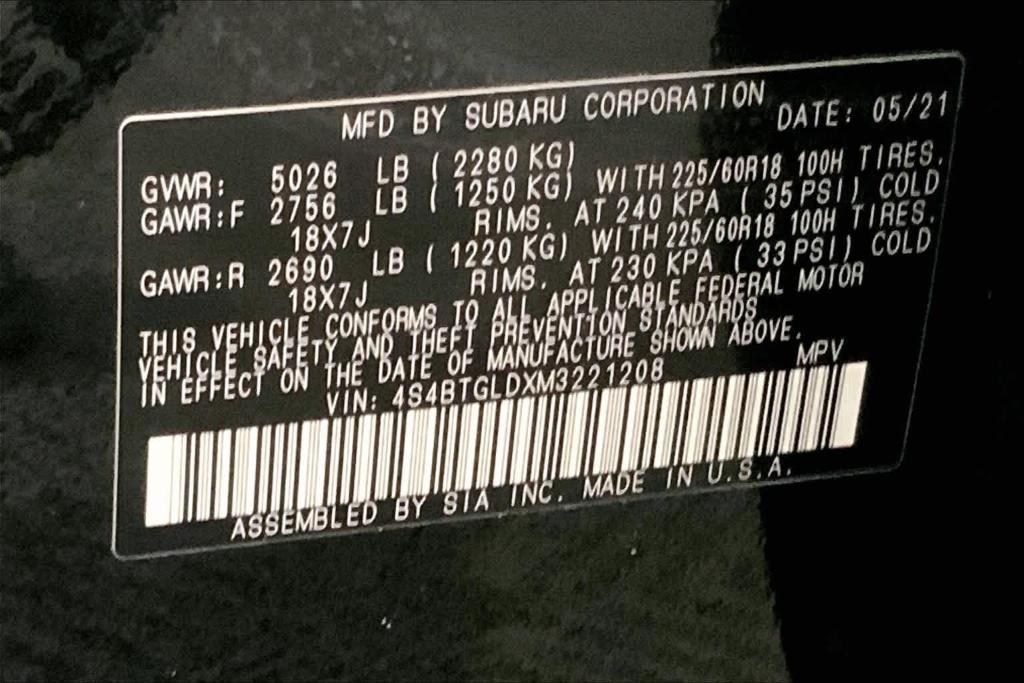 MFD BY SUBARU CORPORATION DATE: 05/21
GVWR: 5026 LB ( 2280 KG)
GAWR:F 2756 LB ( 1250 KG) WITH 225/60R18 100H TIRES.
18X7J RIMS. AT 240 KPA ( 35 PSI) COLD
GAWR:R 2690 LB ( 1220 KG) WITH 225/60R18 100H TIRES.
18X7J RIMS. AT 230 KPA ( 33 PSI) COLD
THIS VEHICLE CONFORMS TO ALL APPLICABLE FEDERAL MOTOR
VEHICLE SAFETY AND THEFT PREVENTION STANDARDS
IN EFFECT ON THE DATE OF MANUFACTURE SHOWN ABOVE.
VIN: 4S4BTGLDXM3221208 MPV
ASSEMBLED BY SIA INC. MADE IN U.S.A.